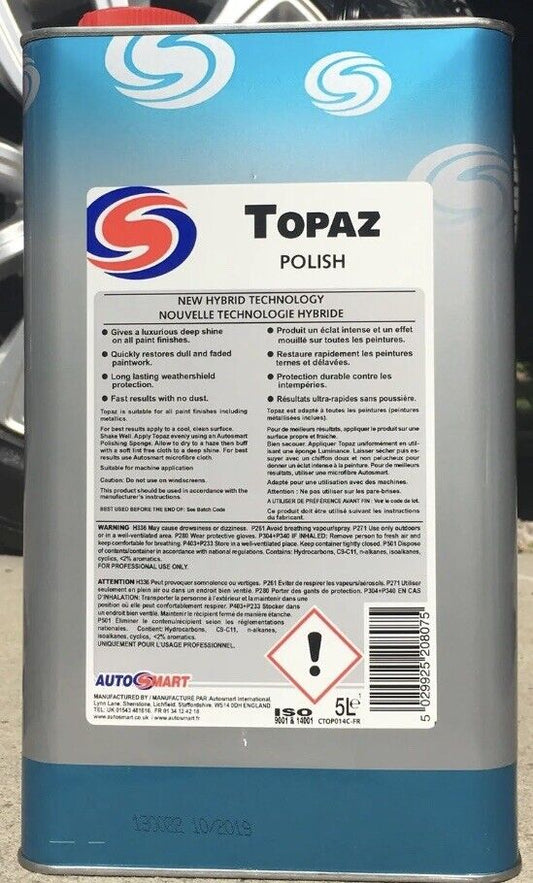 TOPAZ
POLISH
NEW HYBRID TECHNOLOGY
NOUVELLE TECHNOLOGIE HYBRIDE
• Gives a luxurious deep shine
on all paint finishes.
• Quickly restores dull and faded
paintwork.
• Long lasting weathershield
protection.
• Fast results with no dust.
Topaz is suitable for all paint finishes including
metallics.
For best results apply to a cool, clean surface.
Shake Well. Apply Topaz evenly using an Autosmart
Polishing Sponge. Allow to dry to a haze then buff
with a soft lint free cloth to a deep shine. For best
results use Autosmart microfibre cloth.
Suitable for machine application
Caution: Do not use on windscreens.
This product should be used in accordance with the
manufacturer's instructions.
BEST USED BEFORE THE END OF: See Batch Code
• Produit un éclat intense et un effet
mouillé sur toutes les peintures.
• Restaure rapidement les peintures
ternes et délavées.
• Protection durable contre les
intempéries.
• Résultats ultra-rapides sans poussière.
Topaz est adapté à toutes les peintures (peintures
métallisées inclues).
Pour de meilleurs résultats, appliquer le produit sur une
surface propre et fraiche.
Bien secouer. Appliquer Topaz uniformément en utili-
sant une éponge Luminance. Laisser sécher puis es-
suyer avec un chiffon doux et non pelucheux pour
donner un éclat intense à la peinture. Pour de meilleurs
résultats, utiliser une microfibre Autosmart.
Adapté pour une utilization avec des machines.
Attention : Ne pas utiliser sur les pare-brises.
A UTILISER DE PRÉFÉRENCE AVANT FIN : Voir le code de lot.
Ce produit doit être utilisé suivant les instructions
du fabricant.
WARNING H336 May cause drowsiness or dizziness. P261 Avoid breathing vapour/spray. P271 Use only outdoors
or in a well-ventilated area. P280 Wear protective gloves. P304+P340 IF INHALED: Remove person to fresh air and
keep comfortable for breathing. P403+P233 Store in a well-ventilated place. Keep container tightly closed. P501 Dispose
of contents/container in accordance with national regulations. Contains: Hydrocarbons, C9-C11, n-alkanes, isoalkanes,
cyclics, <2% aromatics.
FOR PROFESSIONAL USE ONLY.
ATTENTION H336 Peut provoquer somnolence ou vertiges. P261 Éviter de respirer les vapeurs/aérosols. P271 Utiliser
seulement en plein air ou dans un endroit bien ventilé. P280 Porter des gants de protection. P304+P340 EN CAS
D'INHALATION: Transporter la personne à l'extérieur et la maintenir dans une
position où elle peut confortablement respirer. P403+P233 Stocker dans
un endroit bien ventilé. Maintenir le récipient fermé de manière étanche.
P501 Éliminer le contenu/recipient selon les réglementations
nationales. Contient: Hydrocarbons, C9-C11, n-alkanes,
isoalkanes, cyclics, <2% aromatics.
UNIQUEMENT POUR L'USAGE PROFESSIONNEL.
AUTOSMART
MANUFACTURED BY / MANUFACTURÉ PAR Autosmart International,
Lynn Lane, Shenstone, Lichfield, Staffordshire, WS14 0DH ENGLAND
TEL: UK 01543 481616. FR 01 34 12 42 18
www.autosmart.co.uk / autosmart.fr
ISO
9001 & 14001
5L e
CTOP014C-FR
5 029925 208075
130022 10/2019